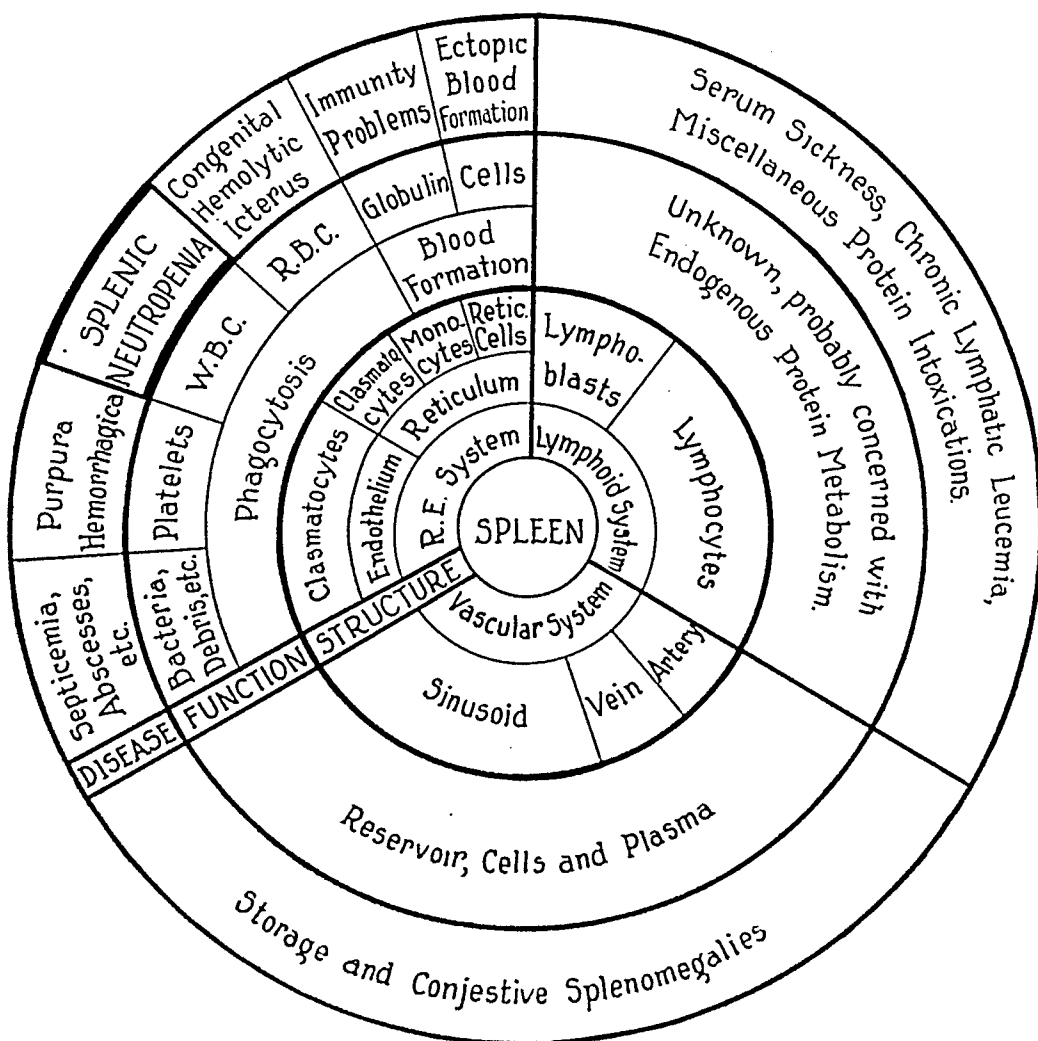 SPLEEN
R.E. System
Lymphoid System
Vascular System
Endothelium
Reticulum
Clasmatocytes
Clasmato
cytes
Mono-
cytes
Retic.
Cells
Lympho-
blasts
Lymphocytes
Artery
Vein
Sinusoid
STRUCTURE
FUNCTION
DISEASE
Phagocytosis
Blood
Formation
Bacteria,
Debris, etc.
Platelets
W.B.C.
R.B.C.
Globulin
Cells
Unknown, probably concerned with
Endogenous Protein Metabolism.
Reservoir, Cells and Plasma
Septicemia,
Abscesses,
etc.
Purpura
Hemorrhagica
SPLENIC
NEUTROPENIA
Congenital
Hemolytic
Icterus
Immunity
Problems
Ectopic
Blood
Formation
Serum Sickness, Chronic Lymphatic Leucemia,
Miscellaneous Protein Intoxications.
Storage and Conjestive Splenomegalies